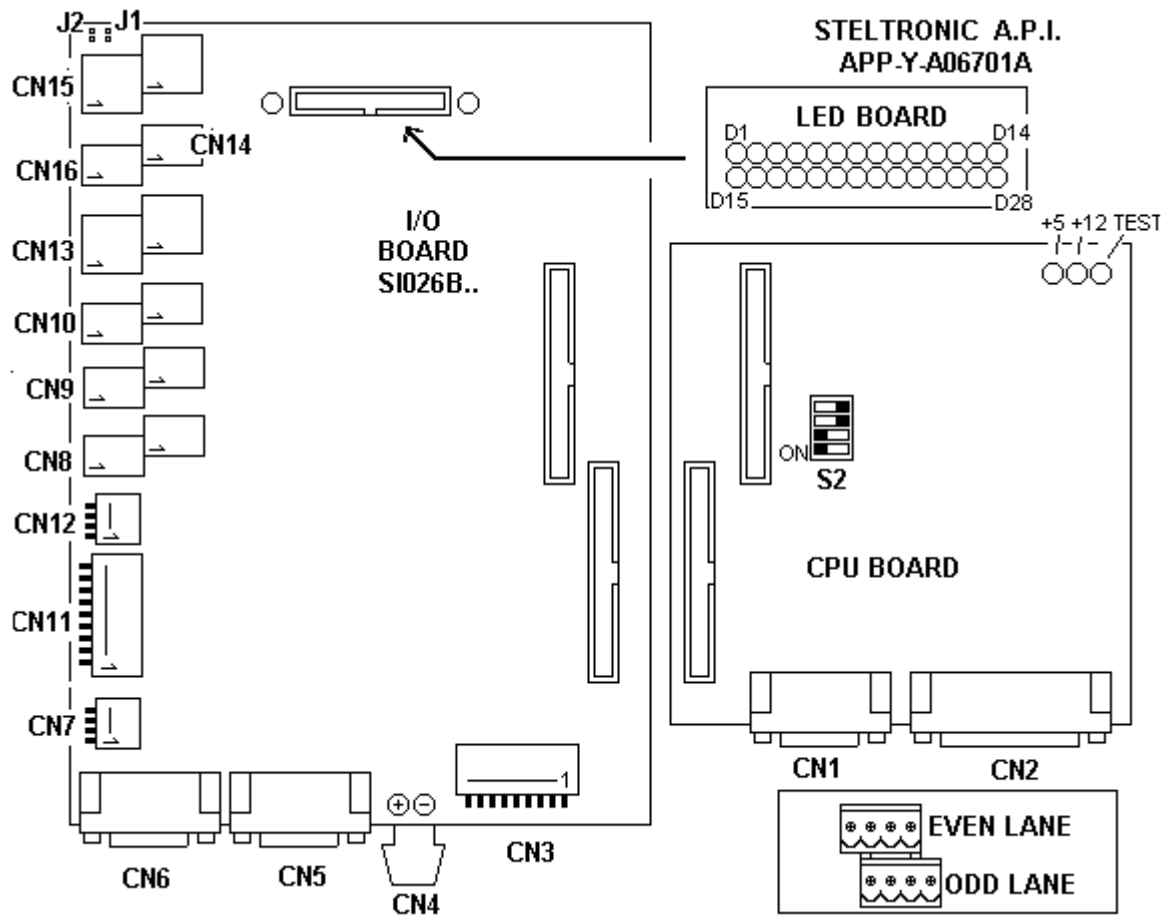 J2 J1
STELTRONIC A.P.I.
APP-Y-A06701A
CN15
LED BOARD
D1 D14
CN14
CN16
D15 D28
I/O
BOARD
SI026B..
+5 +12 TEST
CN13
CN10
CN9
CN8
ON
S2
CN12
CPU BOARD
CN11
CN7
CN1 CN2
1
EVEN LANE
CN3
CN6 CN5
ODD LANE
CN4